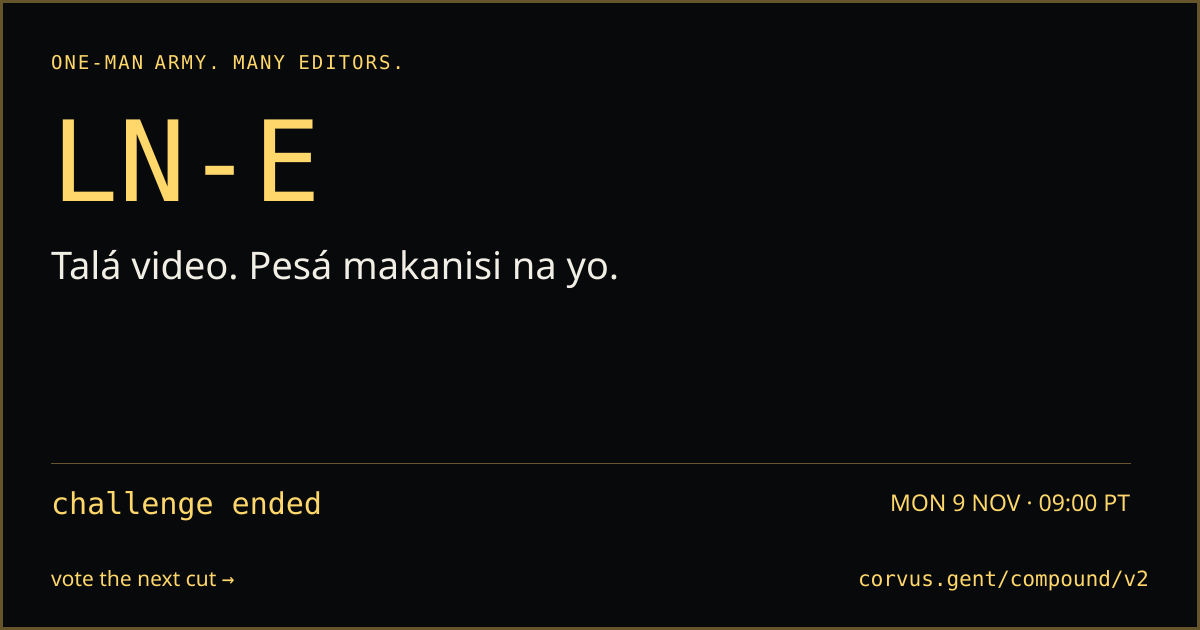 ONE-MAN ARMY. MANY EDITORS.
LN-E
Talá video. Pesá makanisi na yo.
challenge ended
MON 9 NOV · 09:00 PT
vote the next cut →
corvus.gent/compound/v2